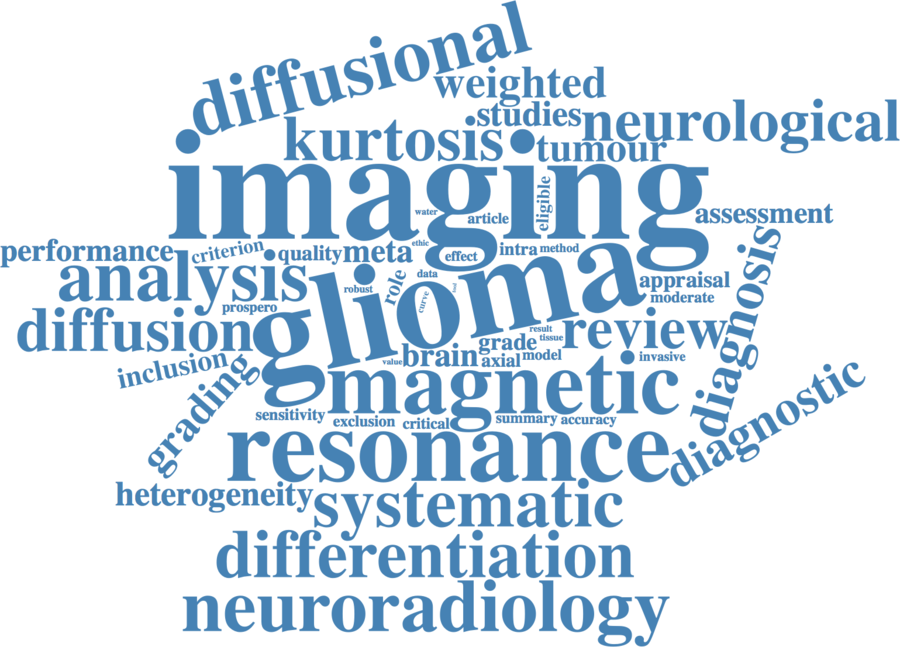 diffusional
weighted
studies
neurological
kurtosis
tumour
imaging
water
article
eligible
assessment
performance
criterion
quality
meta
ethic
effect
intra
method
diagnosis
analysis
robust
role
data
glioma
appraisal
moderate
prospero
curve
diffusion
result
tissue
review
inclusion
value
brain
grade
axial
model
invasive
grading
magnetic
diagnostic
sensitivity
exclusion
critical
summary
accuracy
resonance
heterogeneity
systematic
differentiation
neuroradiology